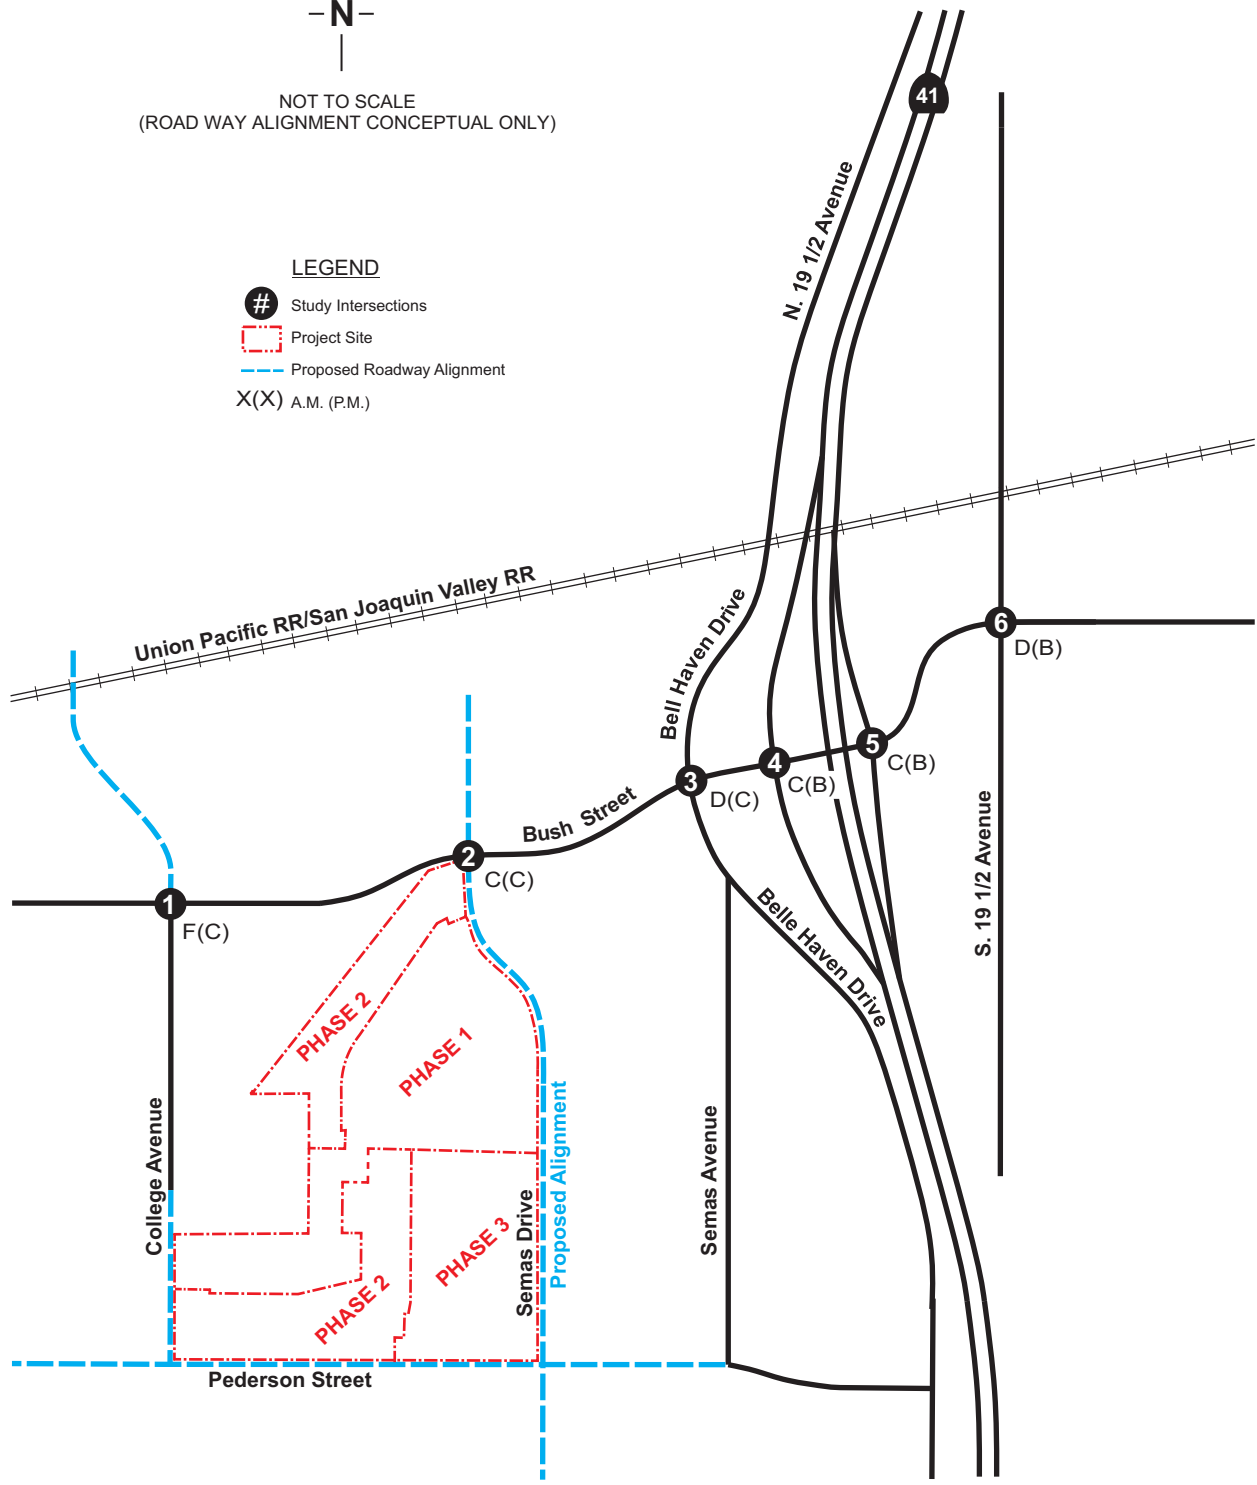 N
NOT TO SCALE
(ROAD WAY ALIGNMENT CONCEPTUAL ONLY)
41
N. 19 1/2 Avenue
LEGEND
# Study Intersections
Project Site
Proposed Roadway Alignment
X(X) A.M. (P.M.)
Union Pacific RR/San Joaquin Valley RR
Bell Haven Drive
6
D(B)
5
C(B)
4
C(B)
3
D(C)
Bush Street
2
C(C)
1
F(C)
S. 19 1/2 Avenue
Belle Haven Drive
PHASE 2
PHASE 1
College Avenue
Semas Avenue
Proposed Alignment
Semas Drive
PHASE 3
PHASE 2
Pederson Street